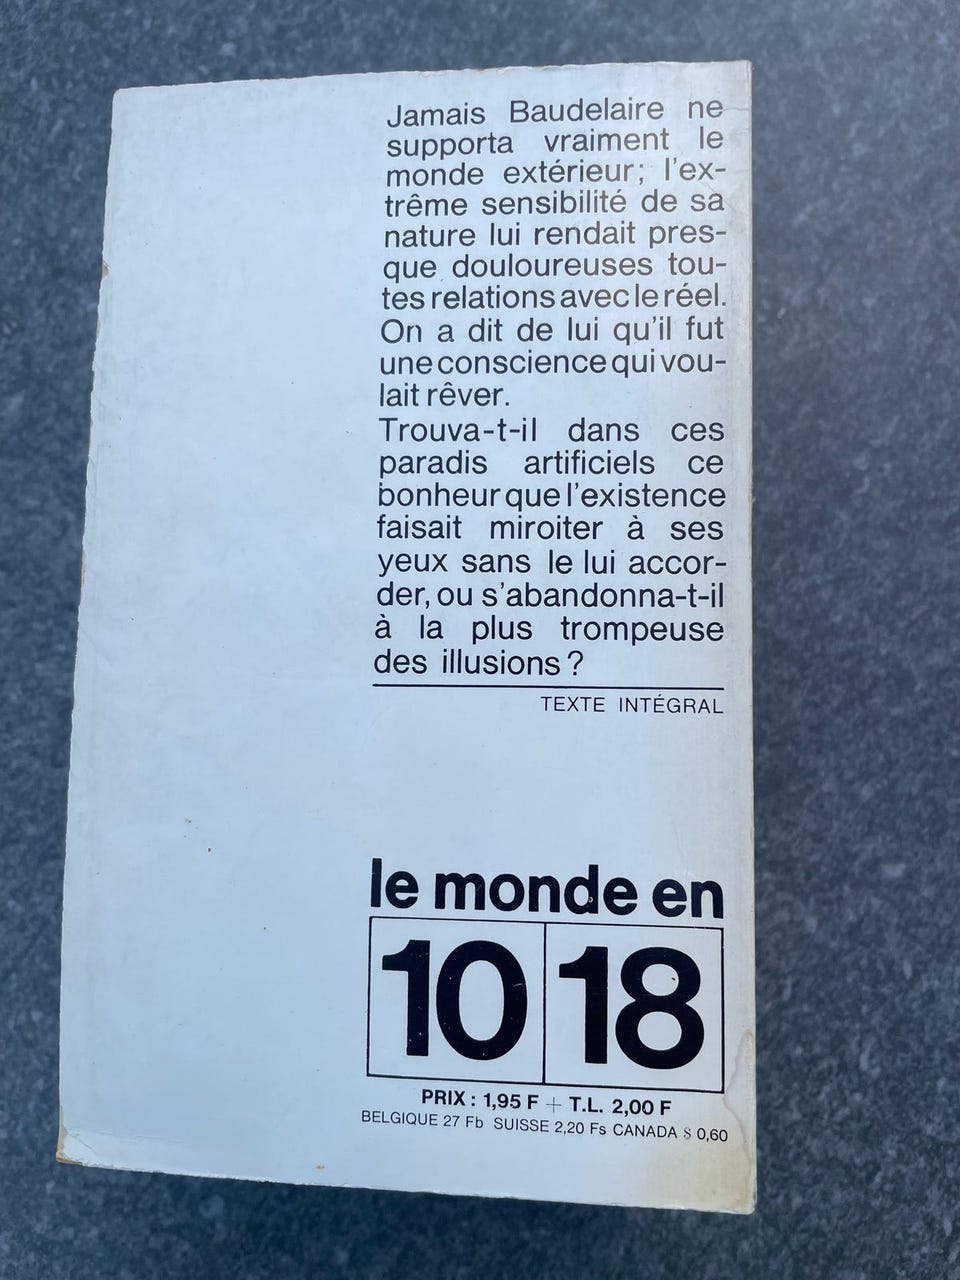 Jamais Baudelaire ne
supporta vraiment le
monde extérieur; l'ex-
trême sensibilité de sa
nature lui rendait pres-
que douloureuses tou-
tes relations avec le réel.
On a dit de lui qu'il fut
une conscience qui vou-
lait rêver.
Trouva-t-il dans ces
paradis artificiels ce
bonheur que l'existence
faisait miroiter à ses
yeux sans le lui accor-
der, ou s'abandonna-t-il
à la plus trompeuse
des illusions ?
TEXTE INTÉGRAL
le monde en
10 18
PRIX : 1,95 F + T.L. 2,00 F
BELGIQUE 27 Fb SUISSE 2,20 Fs CANADA $ 0,60